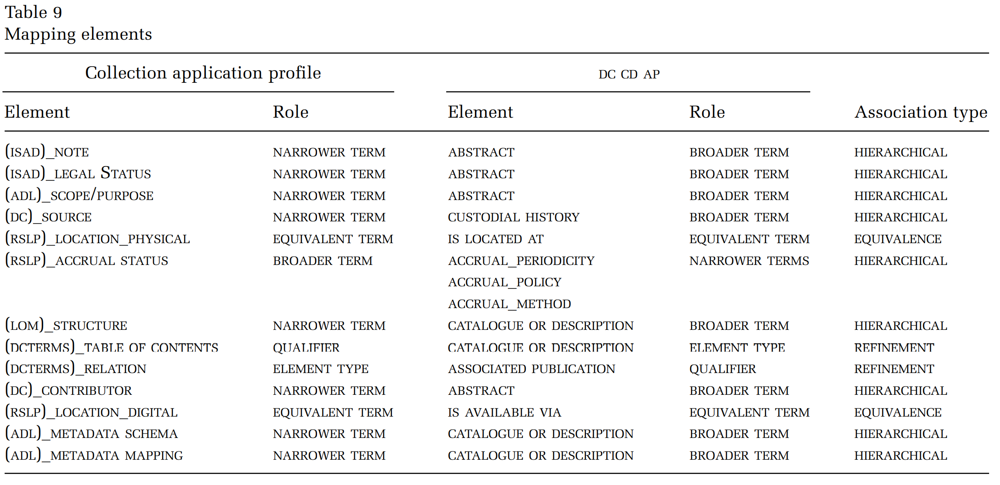 Table 9
Mapping elements
Collection application profile DC CD AP
Element Role Element Role Association type
(ISAD)_NOTE NARROWER TERM ABSTRACT BROADER TERM HIERARCHICAL
(ISAD)_LEGAL STATUS NARROWER TERM ABSTRACT BROADER TERM HIERARCHICAL
(ADL)_SCOPE/PURPOSE NARROWER TERM ABSTRACT BROADER TERM HIERARCHICAL
(DC)_SOURCE NARROWER TERM CUSTODIAL HISTORY BROADER TERM HIERARCHICAL
(RSLP)_LOCATION_PHYSICAL EQUIVALENT TERM IS LOCATED AT EQUIVALENT TERM EQUIVALENCE
(RSLP)_ACCRUAL STATUS BROADER TERM ACCRUAL_PERIODICITY NARROWER TERMS HIERARCHICAL
ACCRUAL_POLICY
ACCRUAL_METHOD
(LOM)_STRUCTURE NARROWER TERM CATALOGUE OR DESCRIPTION BROADER TERM HIERARCHICAL
(DCTERMS)_TABLE OF CONTENTS QUALIFIER CATALOGUE OR DESCRIPTION ELEMENT TYPE REFINEMENT
(DCTERMS)_RELATION ELEMENT TYPE ASSOCIATED PUBLICATION QUALIFIER REFINEMENT
(DC)_CONTRIBUTOR NARROWER TERM ABSTRACT BROADER TERM HIERARCHICAL
(RSLP)_LOCATION_DIGITAL EQUIVALENT TERM IS AVAILABLE VIA EQUIVALENT TERM EQUIVALENCE
(ADL)_METADATA SCHEMA NARROWER TERM CATALOGUE OR DESCRIPTION BROADER TERM HIERARCHICAL
(ADL)_METADATA MAPPING NARROWER TERM CATALOGUE OR DESCRIPTION BROADER TERM HIERARCHICAL